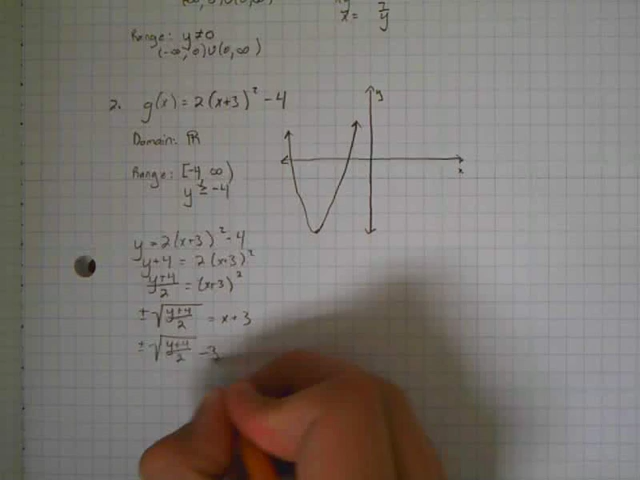 Range: y≠0
x = 7/y
(-∞, 0)∪(0, ∞)
2. g(x) = 2(x+3)² - 4
y
Domain: ℝ
Range: [-4, ∞)
y ≥ -4
x
y = 2(x+3)² - 4
y+4 = 2(x+3)²
(y+4)/2 = (x+3)²
±√((y+4)/2) = x+3
±√((y+4)/2) - 3